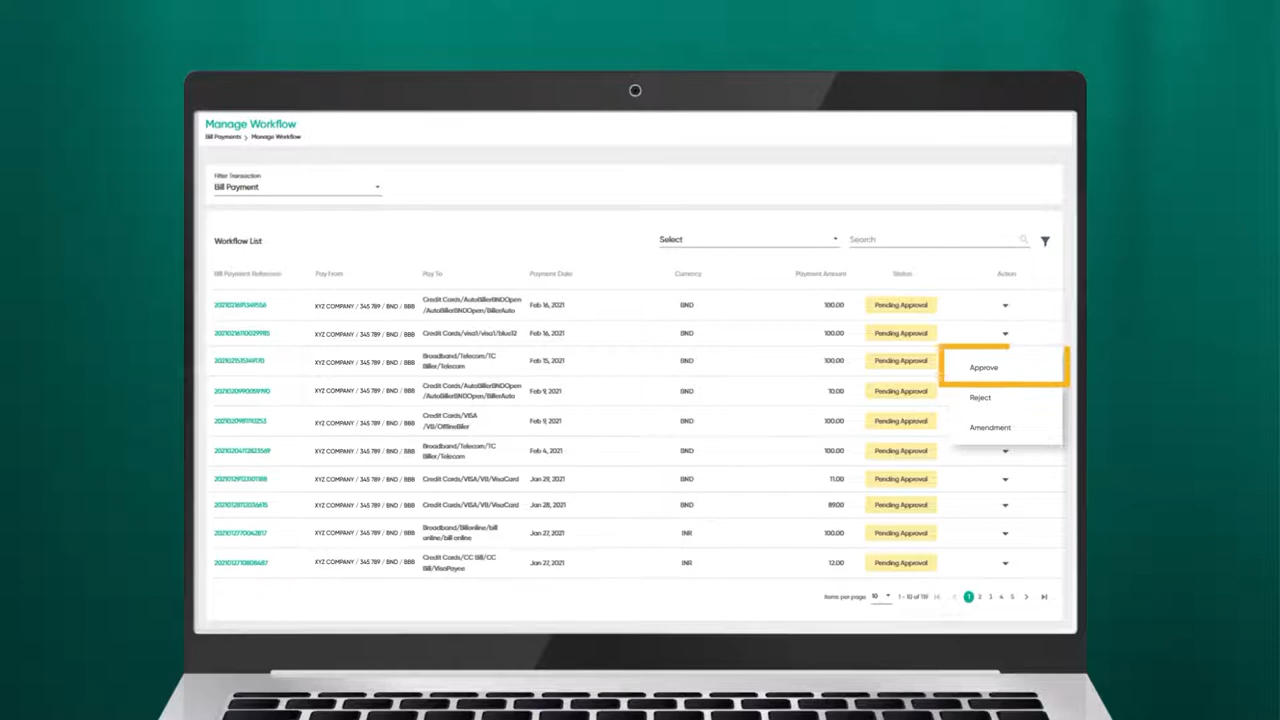 Manage Workflow
Bill Payments > Manage Workflow
Filter Transaction
Bill Payment
Workflow List
Select
Search
Bill Payment Reference Pay From Pay To Payment Date Currency Payment Amount Status Action
XYZ COMPANY / 345 789 / BND / BBB Credit Cards/AutoBillerBNDOpen Feb 16, 2021 BND 100.00 Pending Approval
/AutoBillerBNDOpen/BillerAuto
XYZ COMPANY / 345 789 / BND / BBB Credit Cards/visa1/visa1/blue12 Feb 16, 2021 BND 100.00 Pending Approval
XYZ COMPANY / 345 789 / BND / BBB Broadband/Telecom/TC Feb 15, 2021 BND 100.00 Pending Approval
Biller/Telecom
Approve
XYZ COMPANY / 345 789 / BND / BBB Credit Cards/AutoBillerBNDOpen Feb 9, 2021 BND 10.00 Pending Approval
/AutoBillerBNDOpen/BillerAuto
Reject
XYZ COMPANY / 345 789 / BND / BBB Credit Cards/VISA Feb 9, 2021 BND 100.00 Pending Approval
/VB/OfflineBiler
Amendment
XYZ COMPANY / 345 789 / BND / BBB Broadband/Telecom/TC Feb 4, 2021 BND 100.00 Pending Approval
Biller/Telecom
XYZ COMPANY / 345 789 / BND / BBB Credit Cards/VISA/VB/VisaCard Jan 29, 2021 BND 11.00 Pending Approval
XYZ COMPANY / 345 789 / BND / BBB Credit Cards/VISA/VB/VisaCard Jan 28, 2021 BND 89.00 Pending Approval
XYZ COMPANY / 345 789 / BND / BBB Broadband/Billonline/bill Jan 27, 2021 INR 100.00 Pending Approval
online/bill online
XYZ COMPANY / 345 789 / BND / BBB Credit Cards/CC Bill/CC Jan 27, 2021 INR 12.00 Pending Approval
Bill/VisaPayee
Items per page 10 1 - 10 of 119 1 2 3 4 5